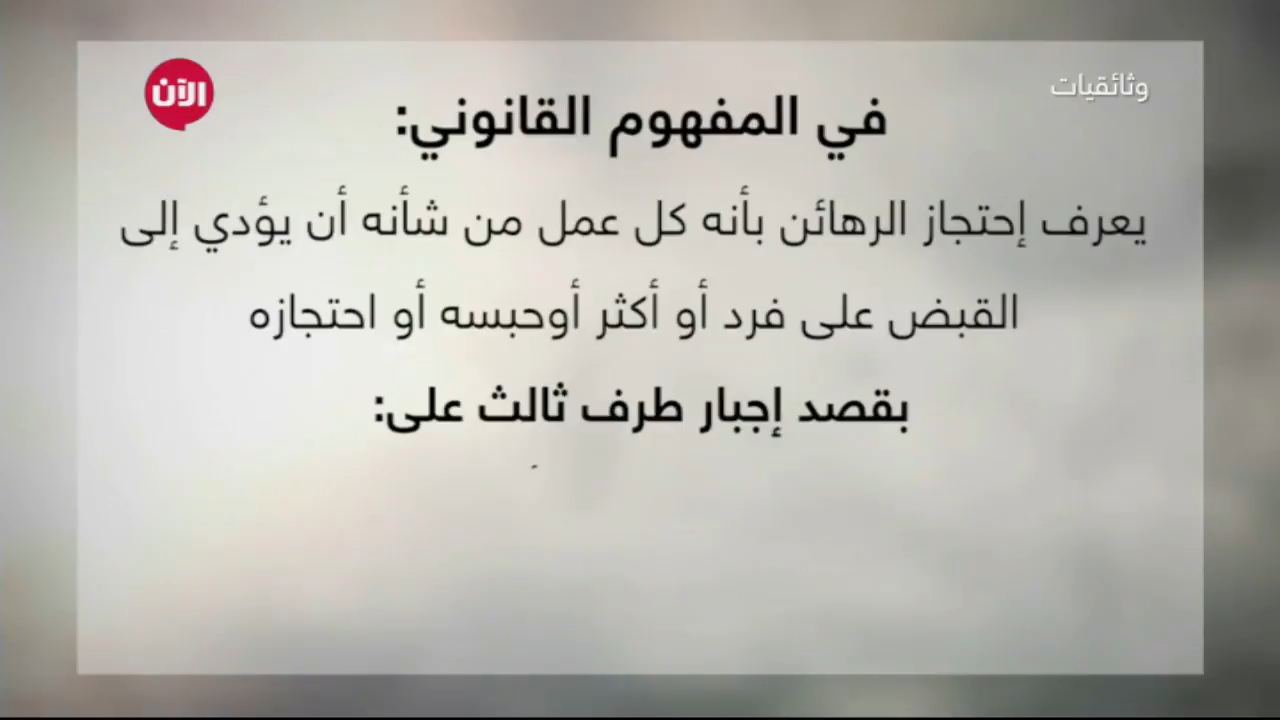 الآن
وثائقيات
في المفهوم القانوني:
يعرف إحتجاز الرهائن بأنه كل عمل من شأنه أن يؤدي إلى
القبض على فرد أو أكثر أوحبسه أو احتجازه
بقصد إجبار طرف ثالث على: